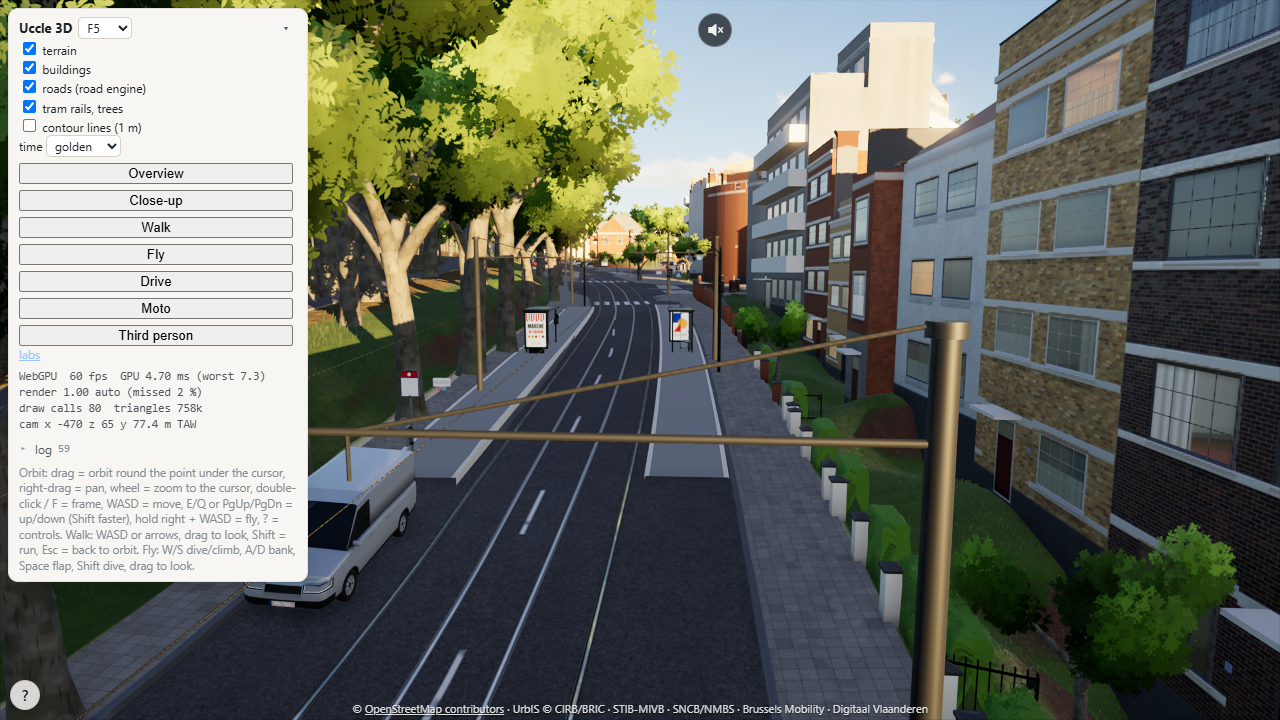 Uccle 3D F5
terrain
buildings
roads (road engine)
tram rails, trees
contour lines (1 m)
time golden
Overview
Close-up
Walk
Fly
Drive
Moto
Third person
labs
WebGPU 60 fps GPU 4.70 ms (worst 7.3)
render 1.00 auto (missed 2 %)
draw calls 80 triangles 758k
cam x -470 z 65 y 77.4 m TAW
log 59
Orbit: drag = orbit round the point under the cursor,
right-drag = pan, wheel = zoom to the cursor, double-
click / F = frame, WASD = move, E/Q or PgUp/PgDn =
up/down (Shift faster), hold right + WASD = fly, ? =
controls. Walk: WASD or arrows, drag to look, Shift =
run, Esc = back to orbit. Fly: W/S dive/climb, A/D bank,
Space flap, Shift dive, drag to look.
MARCHÉ
?
© OpenStreetMap contributors · UrbIS © CIRB/BRIC · STIB-MIVB · SNCB/NMBS · Brussels Mobility · Digitaal Vlaanderen